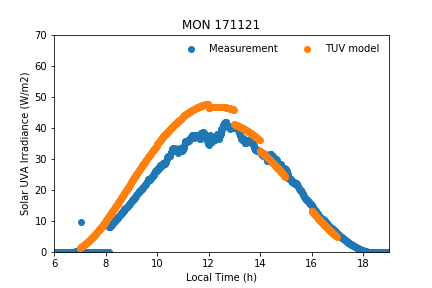 MON 171121
Measurement TUV model
Solar UVA Irradiance (W/m2)
70
60
50
40
30
20
10
0
6 8 10 12 14 16 18
Local Time (h)